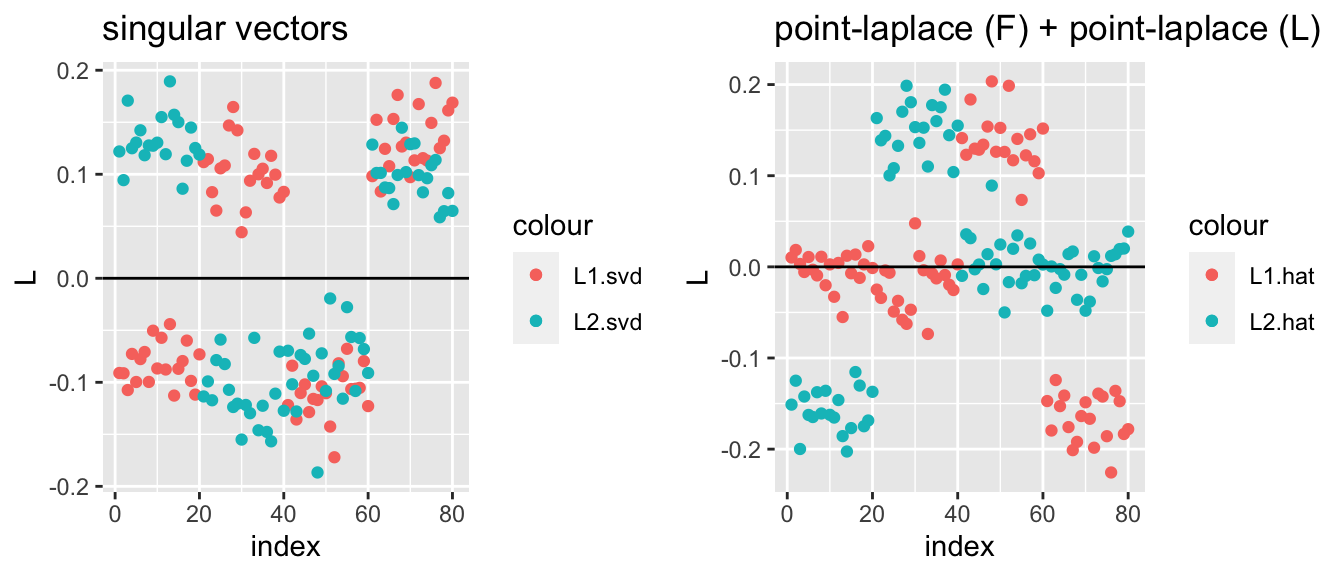 singular vectors
0.2
0.1
0.0
-0.1
-0.2
L
0 20 40 60 80
index
colour
L1.svd
L2.svd
point-laplace (F) + point-laplace (L)
0.2
0.1
0.0
-0.1
-0.2
L
0 20 40 60 80
index
colour
L1.hat
L2.hat